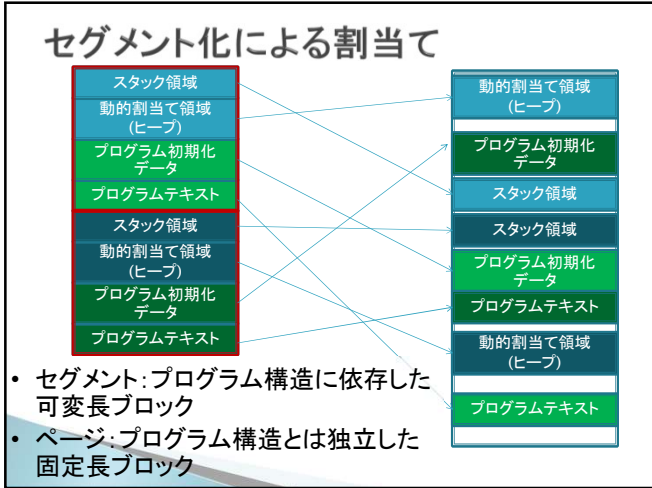 セグメント化による割当て
スタック領域
動的割当て領域
(ヒープ)
プログラム初期化
データ
プログラムテキスト
スタック領域
動的割当て領域
(ヒープ)
プログラム初期化
データ
プログラムテキスト
動的割当て領域
(ヒープ)
プログラム初期化
データ
スタック領域
スタック領域
プログラム初期化
データ
プログラムテキスト
動的割当て領域
(ヒープ)
プログラムテキスト
• セグメント:プログラム構造に依存した
可変長ブロック
• ページ:プログラム構造とは独立した
固定長ブロック